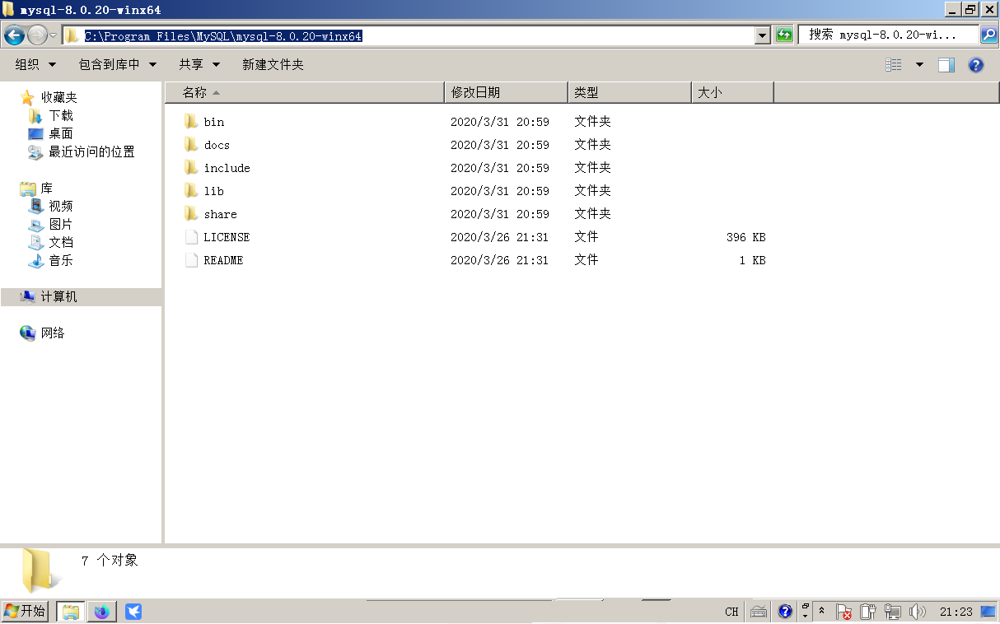 mysql-8.0.20-winx64
C:\Program Files\MySQL\mysql-8.0.20-winx64
搜索 mysql-8.0.20-wi...
组织 包含到库中 共享 新建文件夹
收藏夹
下载
桌面
最近访问的位置
库
视频
图片
文档
音乐
计算机
网络
名称 修改日期 类型 大小
bin 2020/3/31 20:59 文件夹
docs 2020/3/31 20:59 文件夹
include 2020/3/31 20:59 文件夹
lib 2020/3/31 20:59 文件夹
share 2020/3/31 20:59 文件夹
LICENSE 2020/3/26 21:31 文件 396 KB
README 2020/3/26 21:31 文件 1 KB
7 个对象
开始 CH 21:23